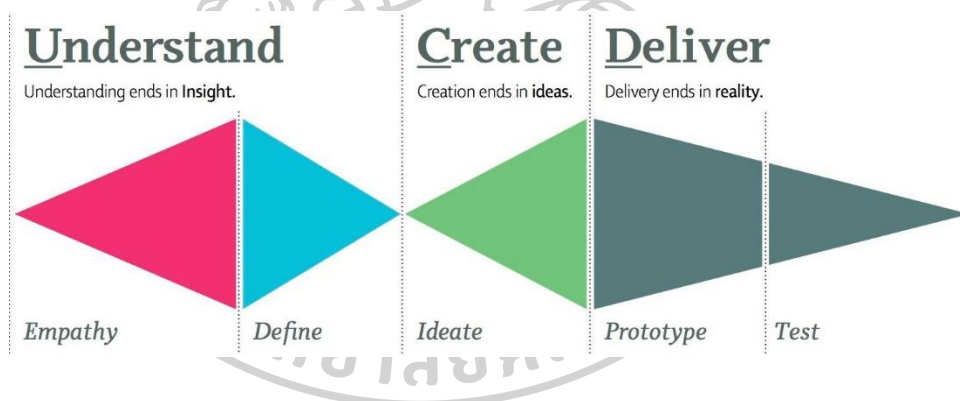 Understand
Understanding ends in Insight.
Create
Creation ends in ideas.
Deliver
Delivery ends in reality.
Empathy
Define
Ideate
Prototype
Test